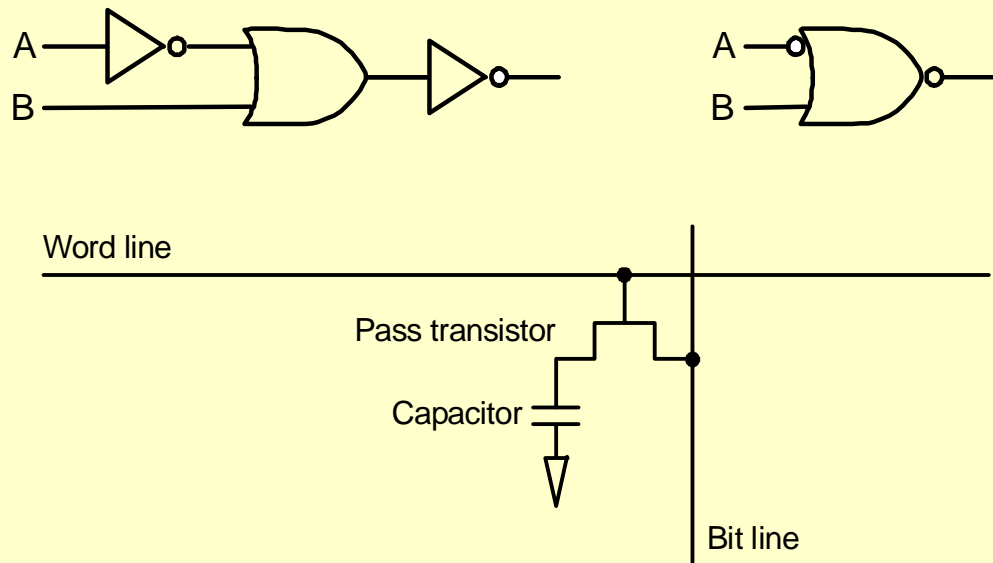 A
B
A
B
Word line
Pass transistor
Capacitor
Bit line